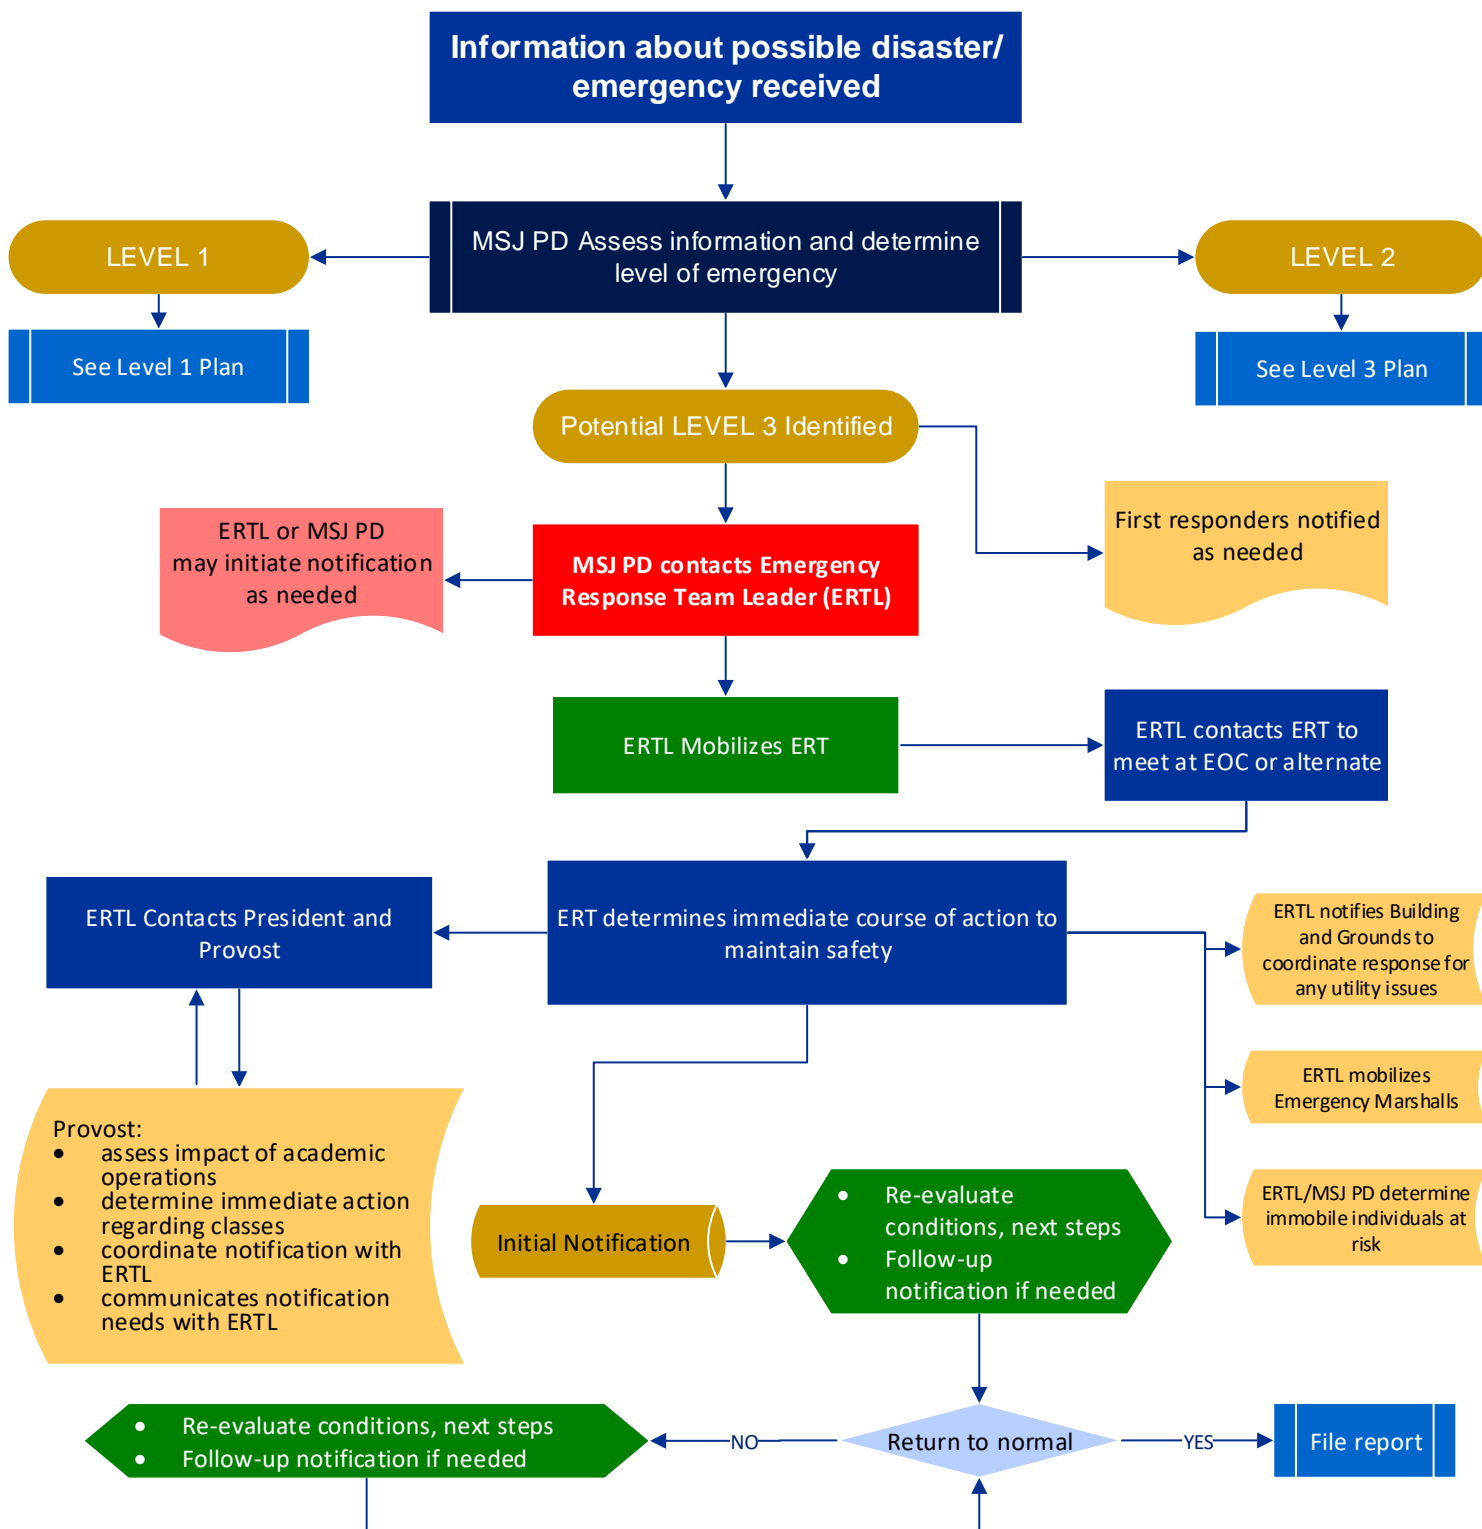 Information about possible disaster/
emergency received
MSJ PD Assess information and determine
level of emergency
LEVEL 1
LEVEL 2
See Level 1 Plan
See Level 3 Plan
Potential LEVEL 3 Identified
ERTL or MSJ PD
may initiate notification
as needed
MSJ PD contacts Emergency
Response Team Leader (ERTL)
First responders notified
as needed
ERTL Mobilizes ERT
ERTL contacts ERT to
meet at EOC or alternate
ERTL Contacts President and
Provost
ERT determines immediate course of action to
maintain safety
ERTL notifies Building
and Grounds to
coordinate response for
any utility issues
ERTL mobilizes
Emergency Marshalls
ERTL/MSJ PD determine
immobile individuals at
risk
Provost:
• assess impact of academic
operations
• determine immediate action
regarding classes
• coordinate notification with
ERTL
• communicates notification
needs with ERTL
Initial Notification
• Re-evaluate
conditions, next steps
• Follow-up
notification if needed
• Re-evaluate conditions, next steps
• Follow-up notification if needed
NO
Return to normal
YES
File report